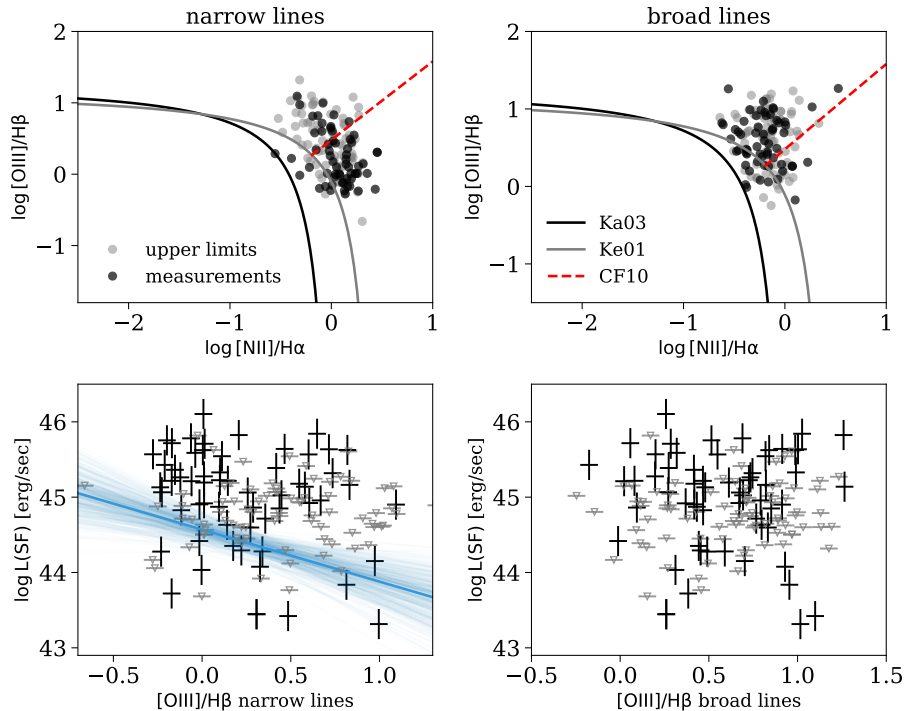 narrow lines
broad lines
2
1
0
−1
log [OIII]/Hβ
upper limits
measurements
−2
−1
0
1
log [NII]/Hα
2
1
0
−1
log [OIII]/Hβ
Ka03
Ke01
CF10
−2
−1
0
1
log [NII]/Hα
46
45
44
43
log L(SF) [erg/sec]
−0.5
0.0
0.5
1.0
[OIII]/Hβ narrow lines
46
45
44
43
log L(SF) [erg/sec]
−0.5
0.0
0.5
1.0
1.5
[OIII]/Hβ broad lines